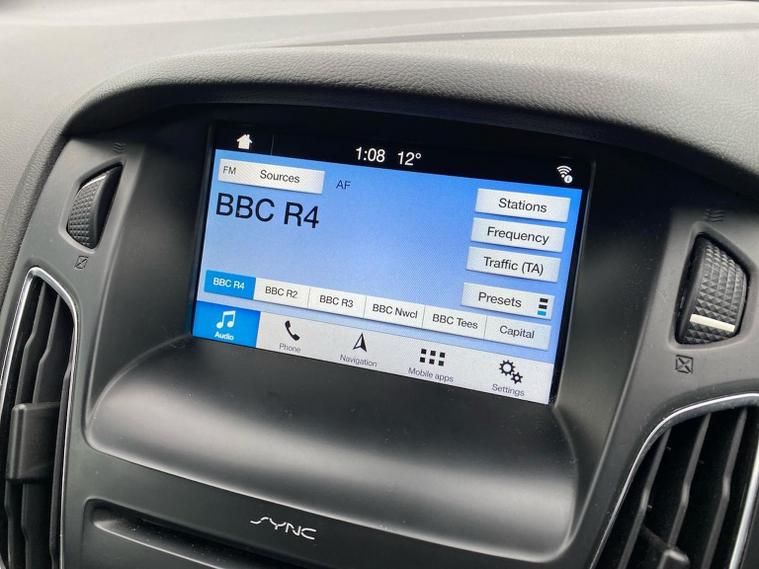 1:08 12°
FM Sources AF
BBC R4
Stations
Frequency
Traffic (TA)
Presets
BBC R4 BBC R2 BBC R3 BBC Nwcl BBC Tees Capital
Audio Phone Navigation Mobile apps Settings
SYNC